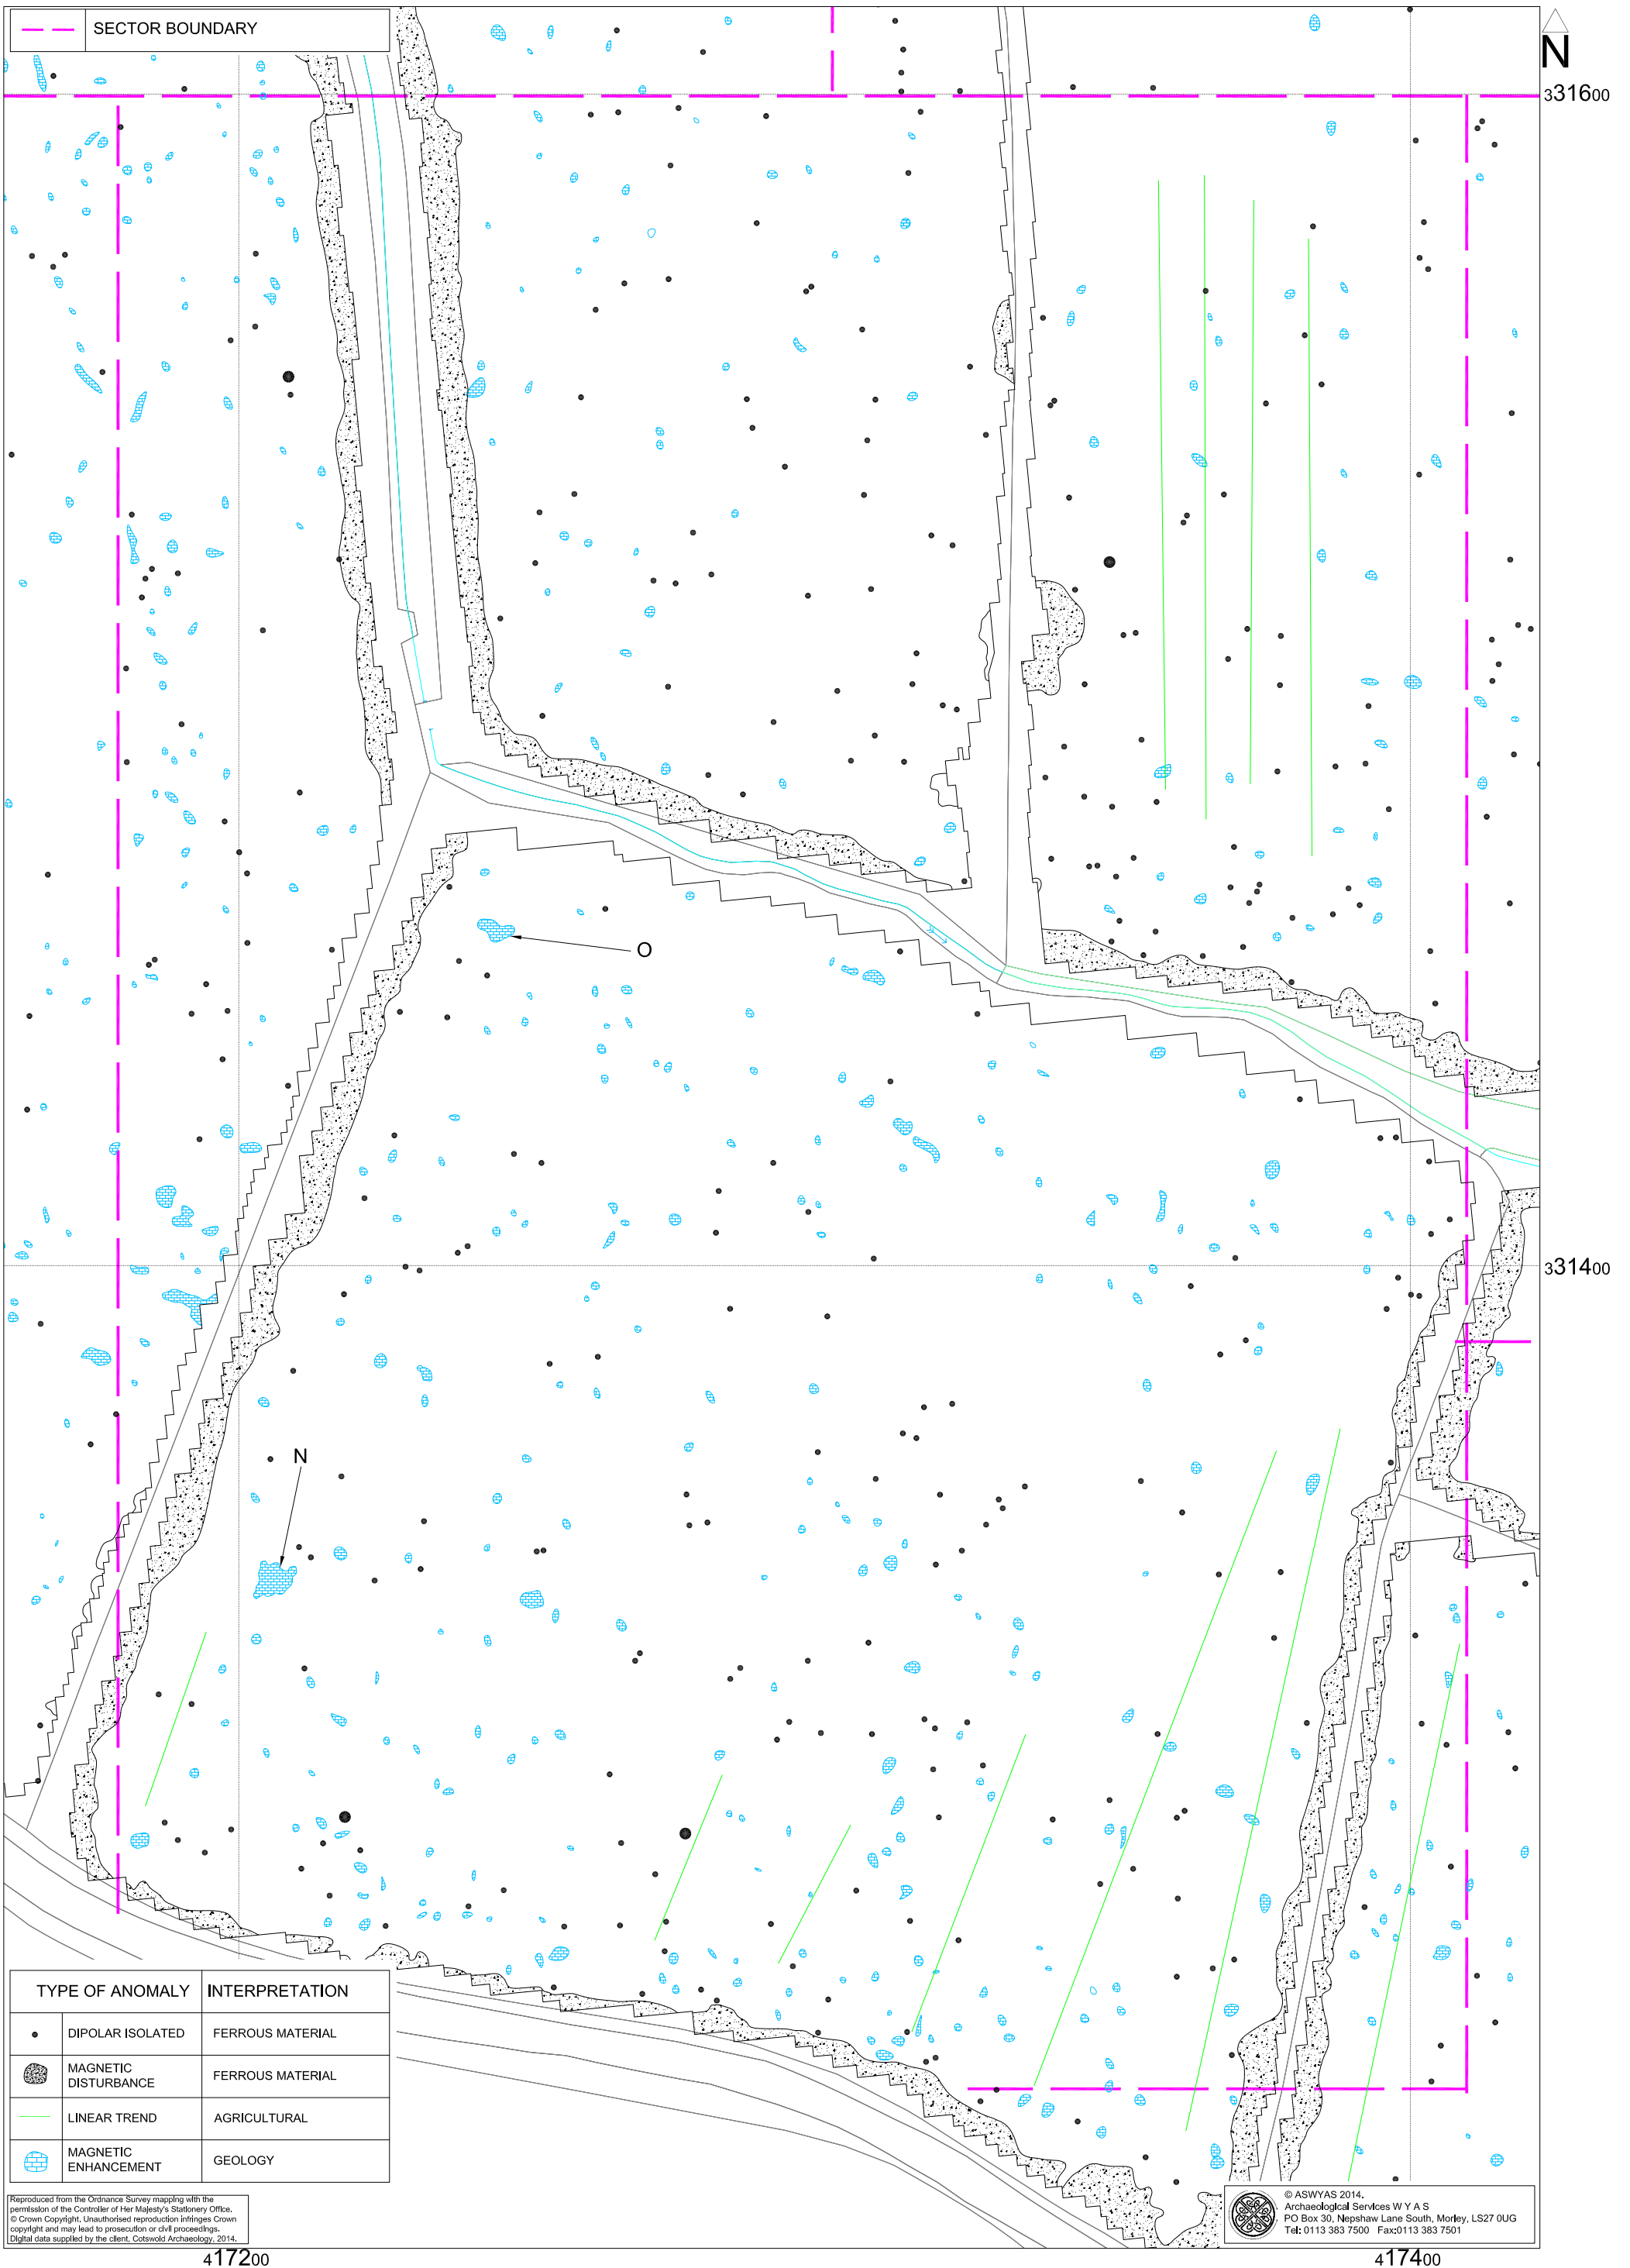 SECTOR BOUNDARY
N
331600
O
331400
N
TYPE OF ANOMALY INTERPRETATION
DIPOLAR ISOLATED FERROUS MATERIAL
MAGNETIC
DISTURBANCE FERROUS MATERIAL
LINEAR TREND AGRICULTURAL
MAGNETIC
ENHANCEMENT GEOLOGY
Reproduced from the Ordnance Survey mapping with the
permission of the Controller of Her Majesty's Stationery Office.
© Crown Copyright. Unauthorised reproduction infringes Crown
copyright and may lead to prosecution or civil proceedings.
Digital data supplied by the client, Cotswold Archaeology, 2014.
© ASWYAS 2014.
Archaeological Services W Y A S
PO Box 30, Nepshaw Lane South, Morley, LS27 0UG
Tel: 0113 383 7500 Fax:0113 383 7501
417200
417400